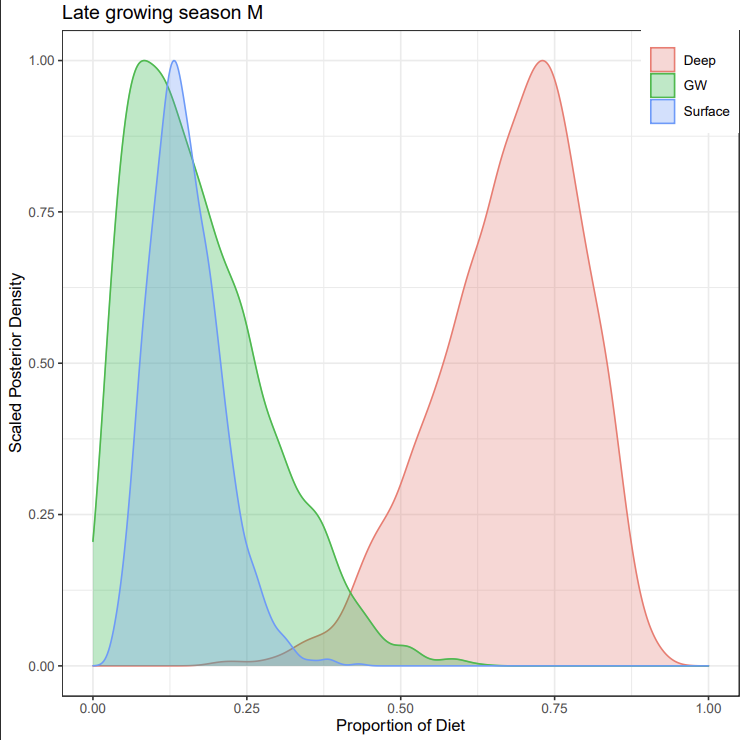 Late growing season M
Deep
GW
Surface
Scaled Posterior Density
1.00
0.75
0.50
0.25
0.00
0.00 0.25 0.50 0.75 1.00
Proportion of Diet